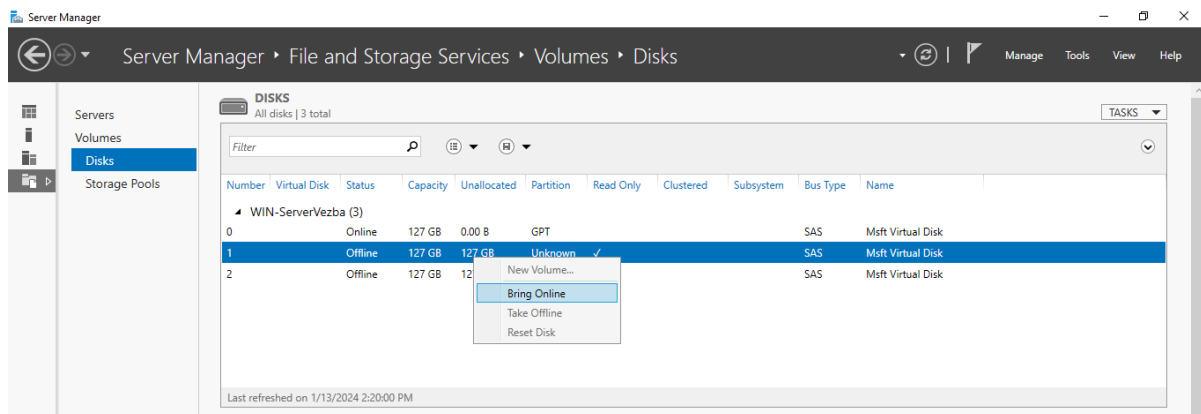 Server Manager
Server Manager ‣ File and Storage Services ‣ Volumes ‣ Disks
Manage Tools View Help
Servers
Volumes
Disks
Storage Pools
DISKS
All disks | 3 total
TASKS
Filter
Number Virtual Disk Status Capacity Unallocated Partition Read Only Clustered Subsystem Bus Type Name
WIN-ServerVezba (3)
0 Online 127 GB 0.00 B GPT SAS Msft Virtual Disk
1 Offline 127 GB 127 GB Unknown ✓ SAS Msft Virtual Disk
2 Offline 127 GB 12 SAS Msft Virtual Disk
New Volume...
Bring Online
Take Offline
Reset Disk
Last refreshed on 1/13/2024 2:20:00 PM